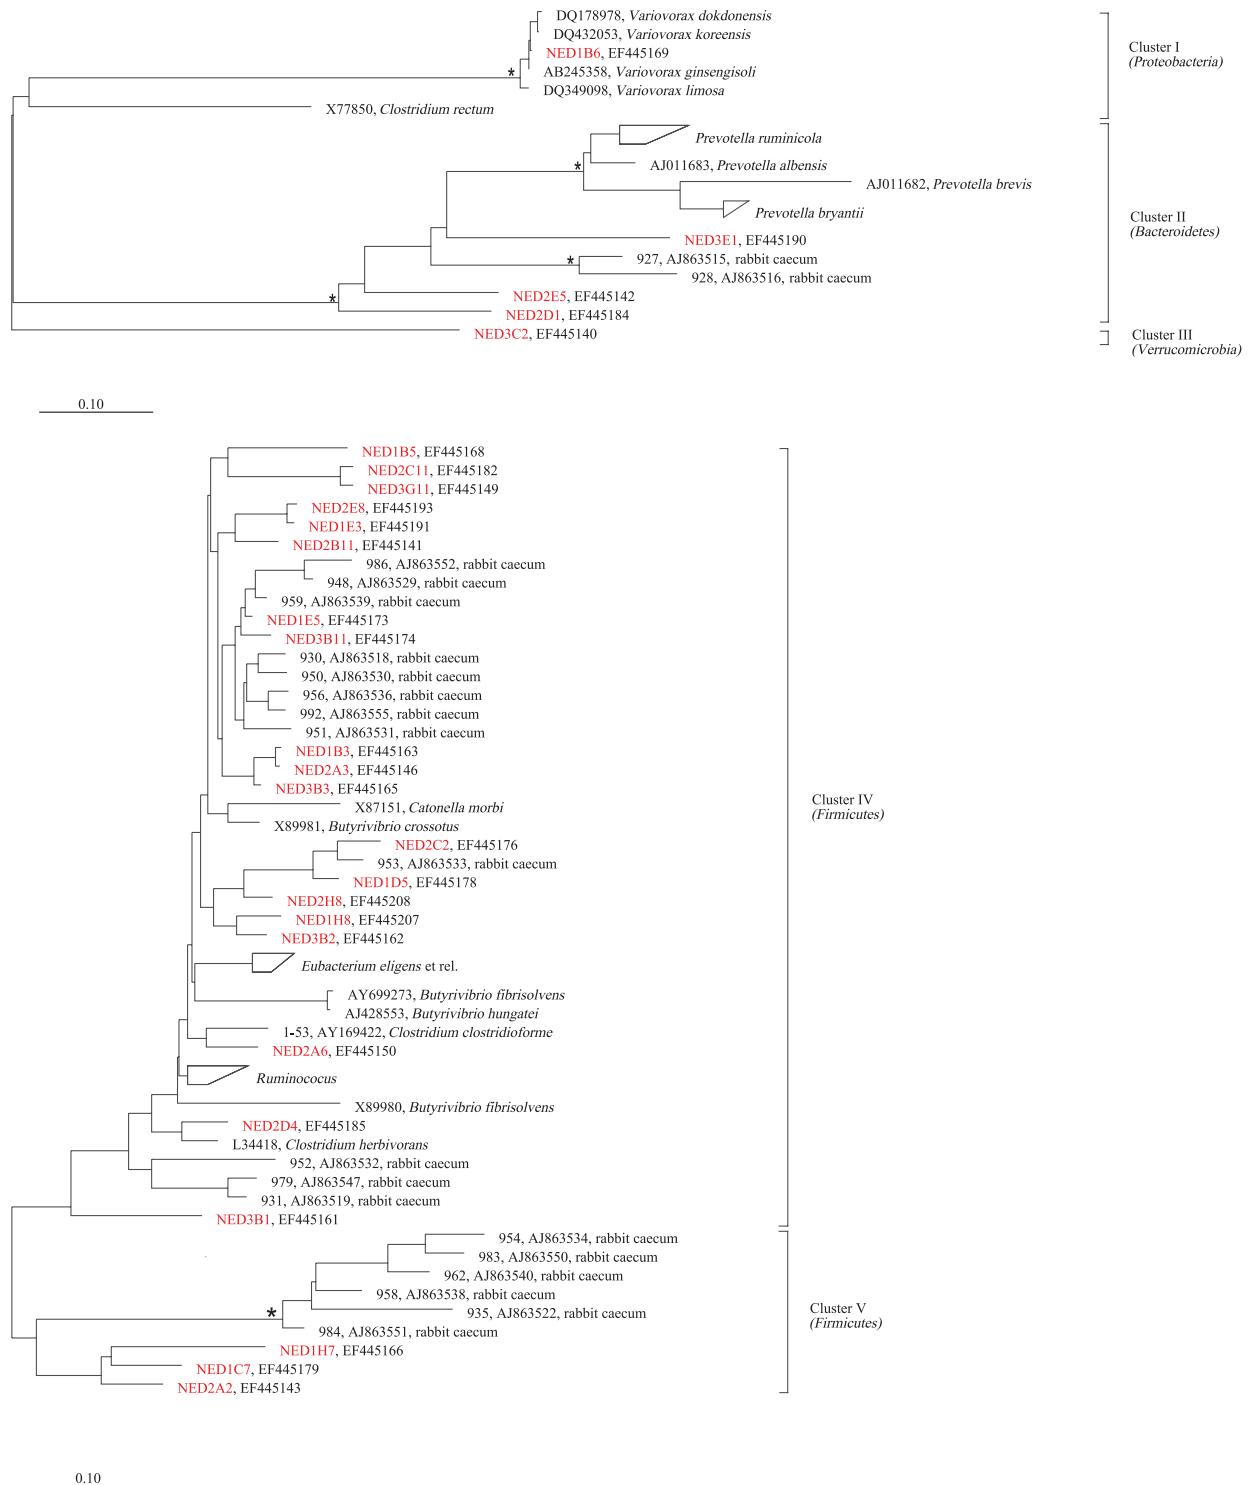 DQ178978, Variovorax dokdonensis
DQ432053, Variovorax koreensis
NED1B6, EF445169
AB245358, Variovorax ginsengisoli
DQ349098, Variovorax limosa
*
X77850, Clostridium rectum
Cluster I
(Proteobacteria)
Prevotella ruminicola
AJ011683, Prevotella albensis
*
AJ011682, Prevotella brevis
Prevotella bryantii
NED3E1, EF445190
927, AJ863515, rabbit caecum
*
928, AJ863516, rabbit caecum
NED2E5, EF445142
*
NED2D1, EF445184
Cluster II
(Bacteroidetes)
NED3C2, EF445140
Cluster III
(Verrucomicrobia)
0.10
NED1B5, EF445168
NED2C11, EF445182
NED3G11, EF445149
NED2E8, EF445193
NED1E3, EF445191
NED2B11, EF445141
986, AJ863552, rabbit caecum
948, AJ863529, rabbit caecum
959, AJ863539, rabbit caecum
NED1E5, EF445173
NED3B11, EF445174
930, AJ863518, rabbit caecum
950, AJ863530, rabbit caecum
956, AJ863536, rabbit caecum
992, AJ863555, rabbit caecum
951, AJ863531, rabbit caecum
NED1B3, EF445163
NED2A3, EF445146
NED3B3, EF445165
X87151, Catonella morbi
X89981, Butyrivibrio crossotus
NED2C2, EF445176
953, AJ863533, rabbit caecum
NED1D5, EF445178
NED2H8, EF445208
NED1H8, EF445207
NED3B2, EF445162
Eubacterium eligens et rel.
AY699273, Butyrivibrio fibrisolvens
AJ428553, Butyrivibrio hungatei
1-53, AY169422, Clostridium clostridioforme
NED2A6, EF445150
Ruminococus
X89980, Butyrivibrio fibrisolvens
NED2D4, EF445185
L34418, Clostridium herbivorans
952, AJ863532, rabbit caecum
979, AJ863547, rabbit caecum
931, AJ863519, rabbit caecum
NED3B1, EF445161
Cluster IV
(Firmicutes)
954, AJ863534, rabbit caecum
983, AJ863550, rabbit caecum
962, AJ863540, rabbit caecum
958, AJ863538, rabbit caecum
935, AJ863522, rabbit caecum
*
984, AJ863551, rabbit caecum
NED1H7, EF445166
NED1C7, EF445179
NED2A2, EF445143
Cluster V
(Firmicutes)
0.10